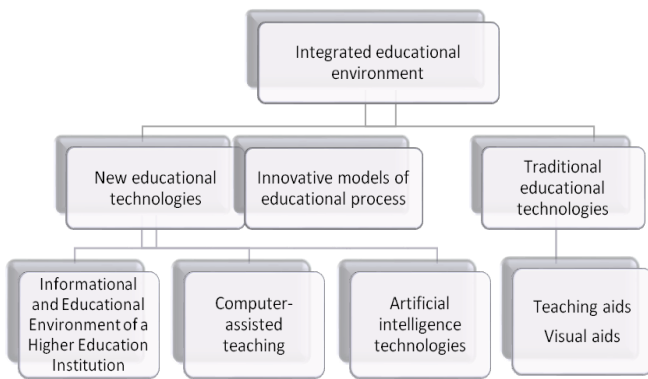 Integrated educational
environment
New educational
technologies
Innovative models of
educational process
Traditional
educational
technologies
Informational
and Educational
Environment of a
Higher Education
Institution
Computer-
assisted
teaching
Artificial
intelligence
technologies
Teaching aids
Visual aids